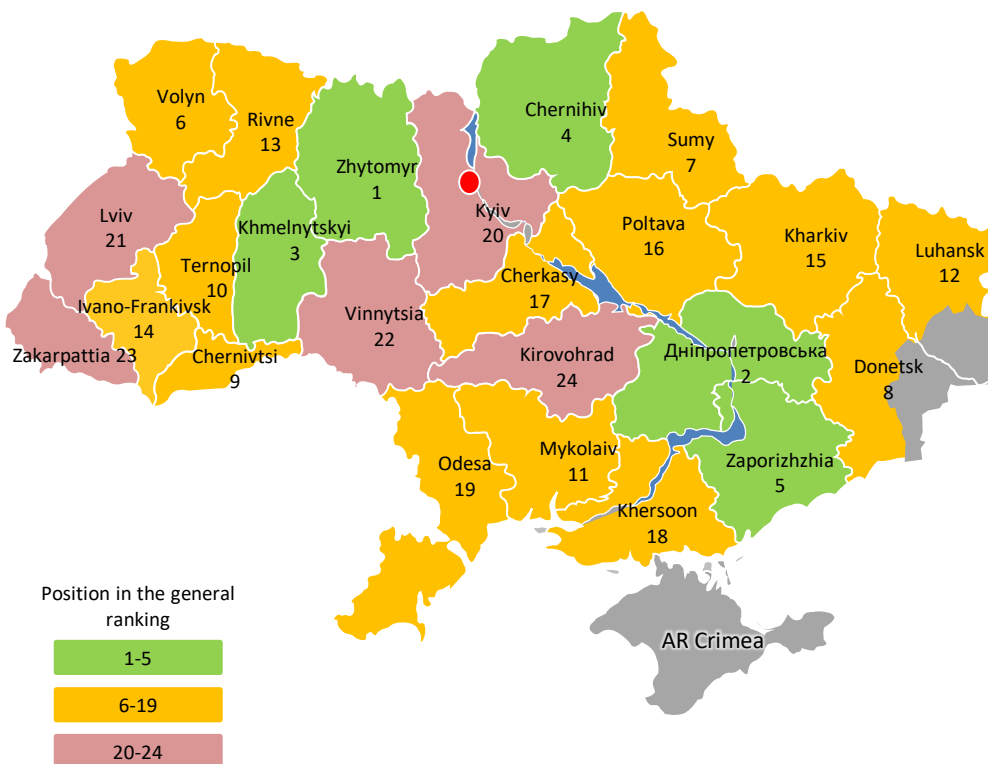 Volyn
6
Rivne
13
Zhytomyr
1
Chernihiv
4
Sumy
7
Lviv
21
Khmelnytskyi
3
Kyiv
20
Poltava
16
Kharkiv
15
Luhansk
12
Ternopil
10
Ivano-Frankivsk
14
Vinnytsia
22
Cherkasy
17
Zakarpattia 23
Chernivtsi
9
Kirovohrad
24
Дніпропетровська
2
Donetsk
8
Odesa
19
Mykolaiv
11
Zaporizhzhia
5
Khersoon
18
AR Crimea
Position in the general
ranking
1-5
6-19
20-24